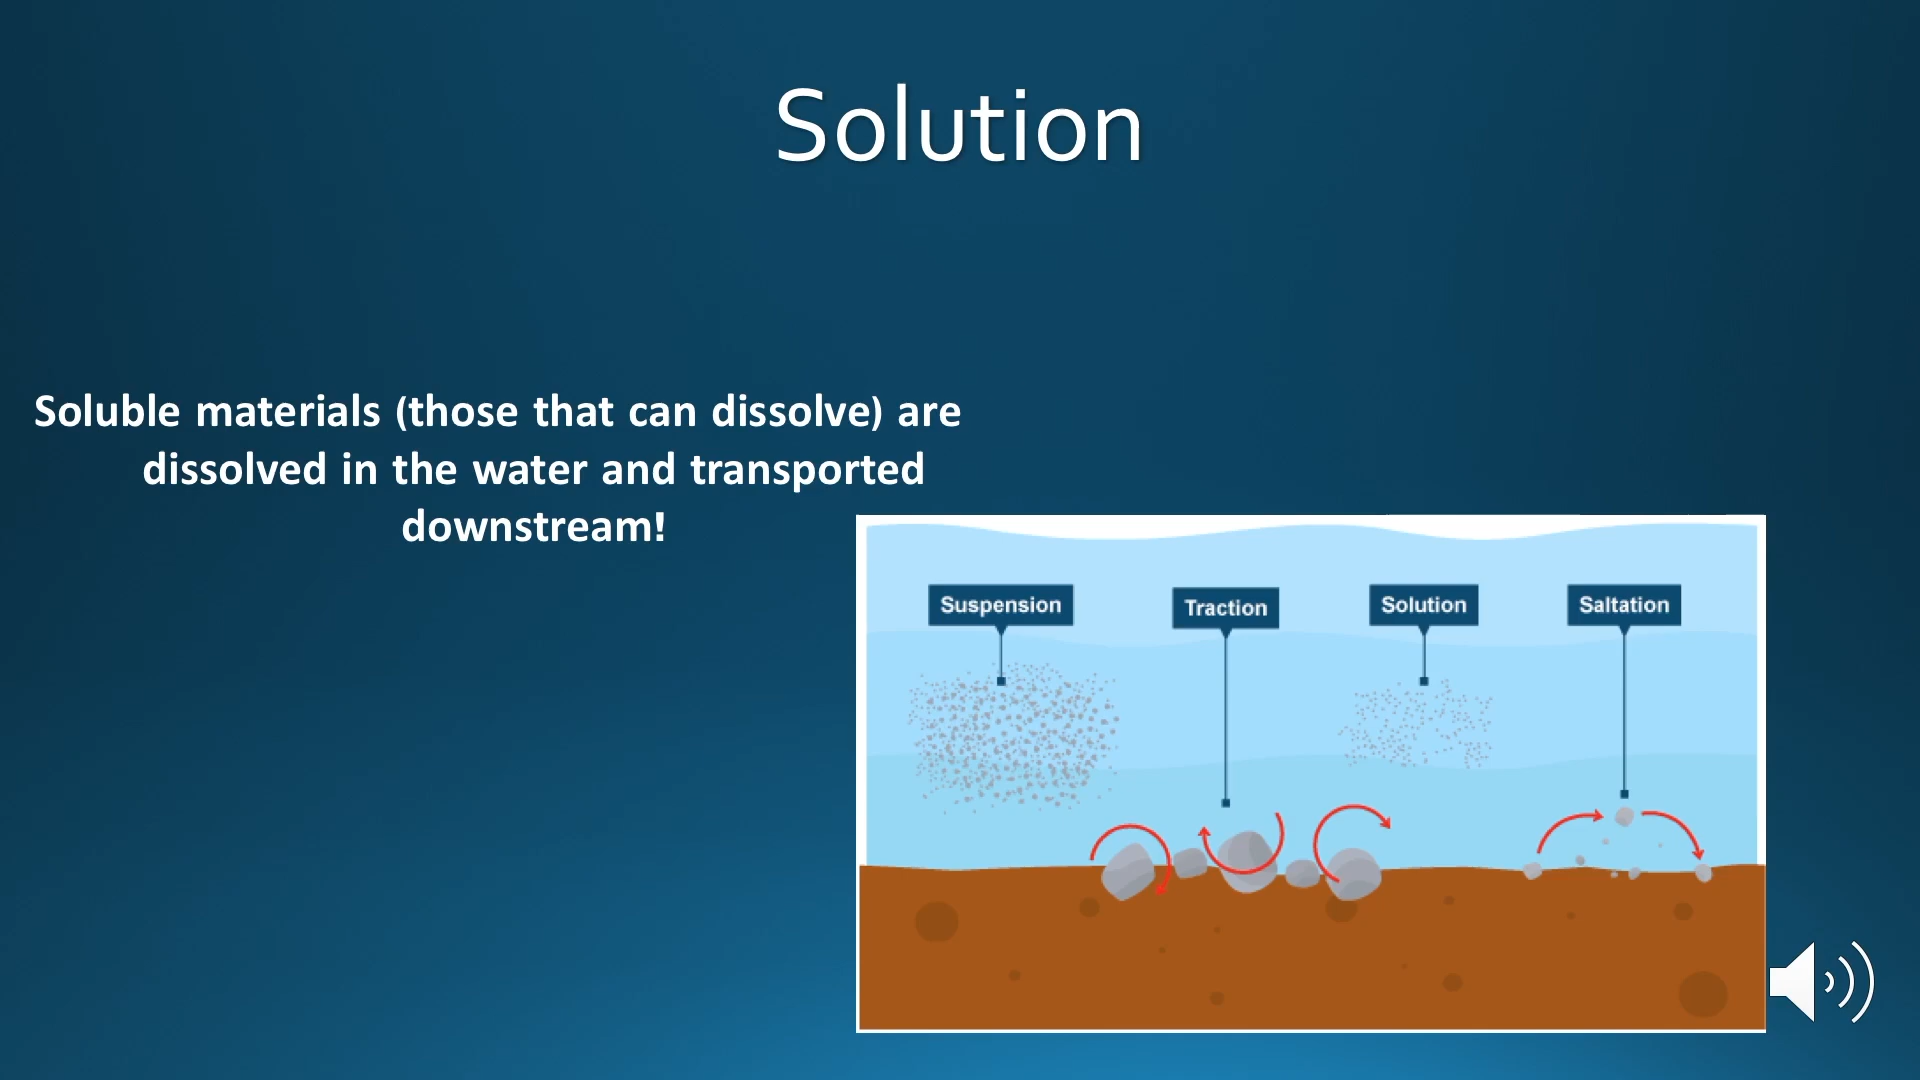 Solution
Soluble materials (those that can dissolve) are
dissolved in the water and transported
downstream!
Suspension
Traction
Solution
Saltation